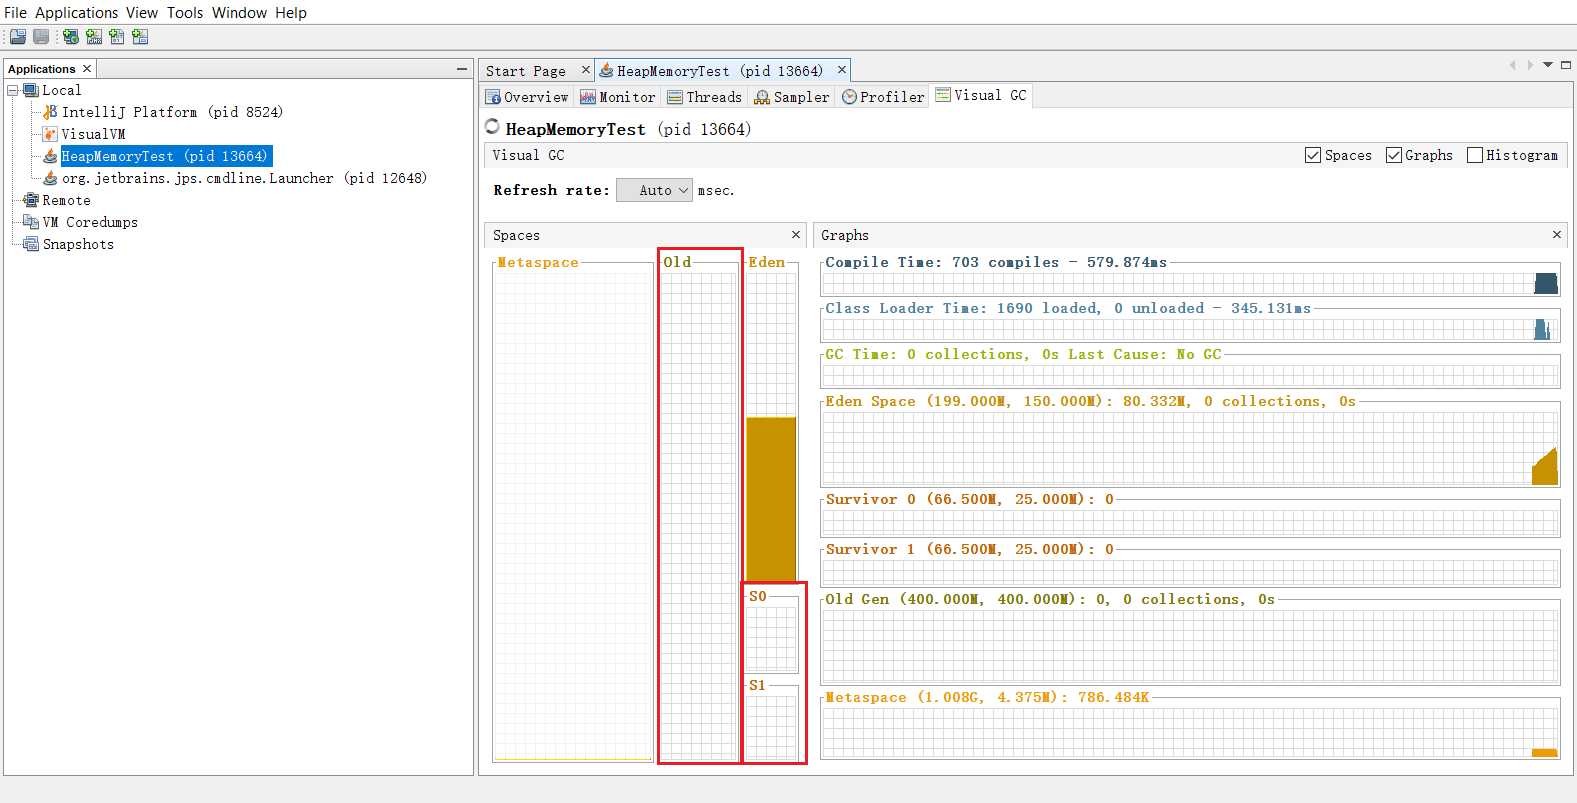 File Applications View Tools Window Help
Applications
Local
IntelliJ Platform (pid 8524)
VisualVM
HeapMemoryTest (pid 13664)
org.jetbrains.jps.cmdline.Launcher (pid 12648)
Remote
VM Coredumps
Snapshots
Start Page HeapMemoryTest (pid 13664)
Overview Monitor Threads Sampler Profiler Visual GC
HeapMemoryTest (pid 13664)
Visual GC Spaces Graphs Histogram
Refresh rate: Auto msec.
Spaces
Metaspace Old Eden
S0
S1
Graphs
Compile Time: 703 compiles - 579.874ms
Class Loader Time: 1690 loaded, 0 unloaded - 345.131ms
GC Time: 0 collections, 0s Last Cause: No GC
Eden Space (199.000M, 150.000M): 80.332M, 0 collections, 0s
Survivor 0 (66.500M, 25.000M): 0
Survivor 1 (66.500M, 25.000M): 0
Old Gen (400.000M, 400.000M): 0, 0 collections, 0s
Metaspace (1.008G, 4.375M): 786.484K